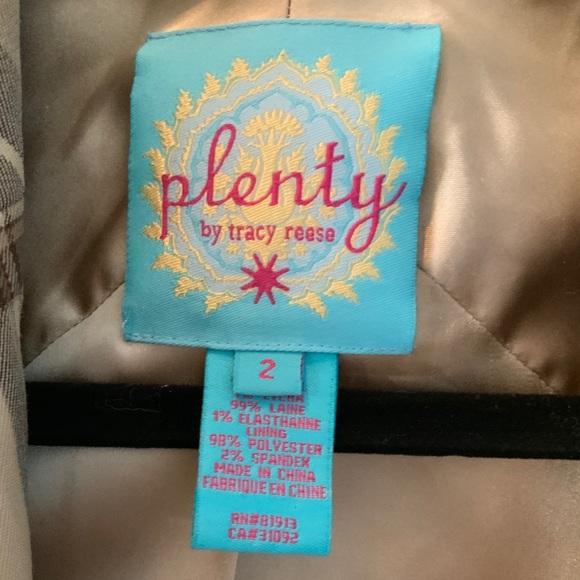 plenty
by tracy reese
2
99% LAINE
1% ELASTHANNE
LINING
98% POLYESTER
2% SPANDEX
MADE IN CHINA
FABRIQUE EN CHINE
RN#81913
CA#31092